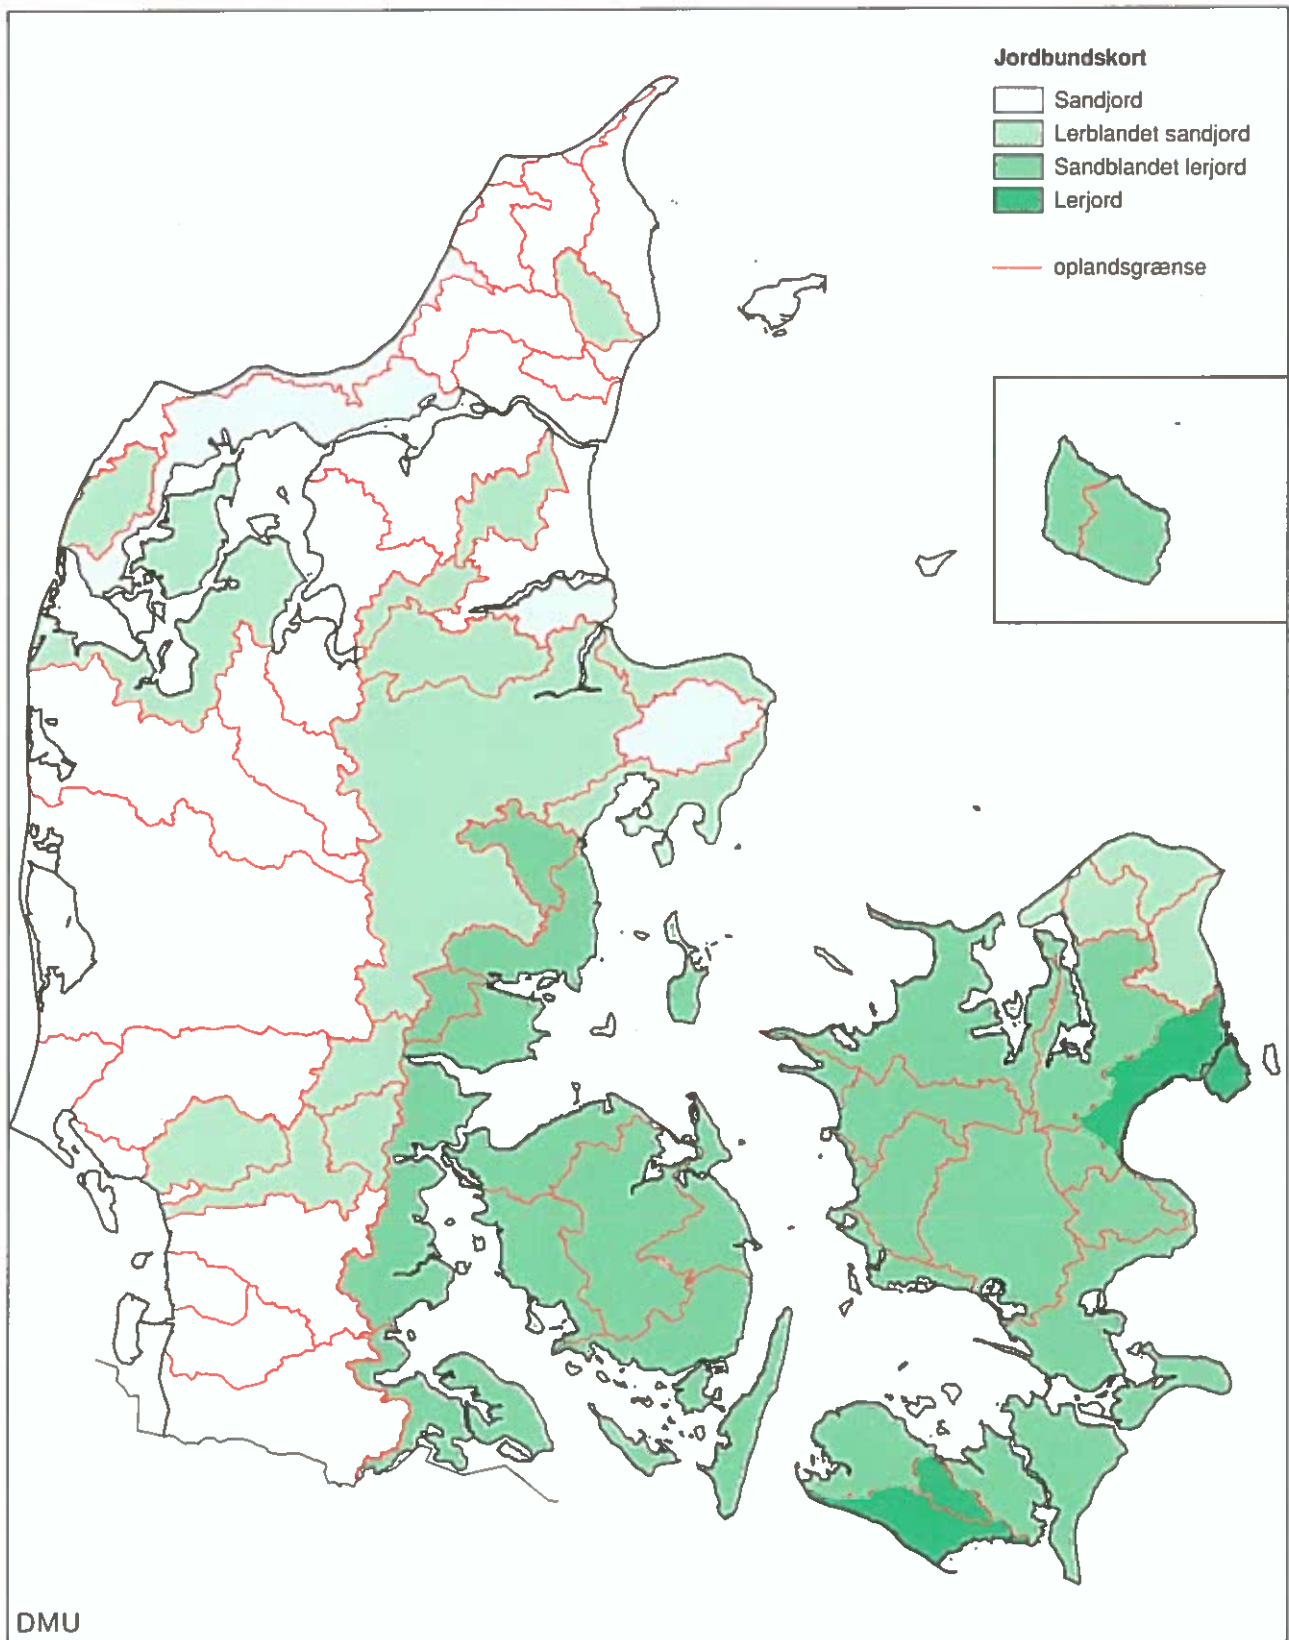 Jordbundskort
Sandjord
Lerblandet sandjord
Sandblandet lerjord
Lerjord
oplandsgrænse
DMU